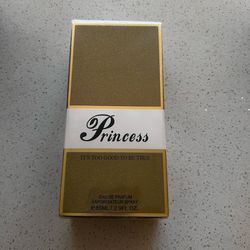 Princess
IT'S TOO GOOD TO BE TRUE
EAU DE PARFUM
VAPORISATEUR SPRAY